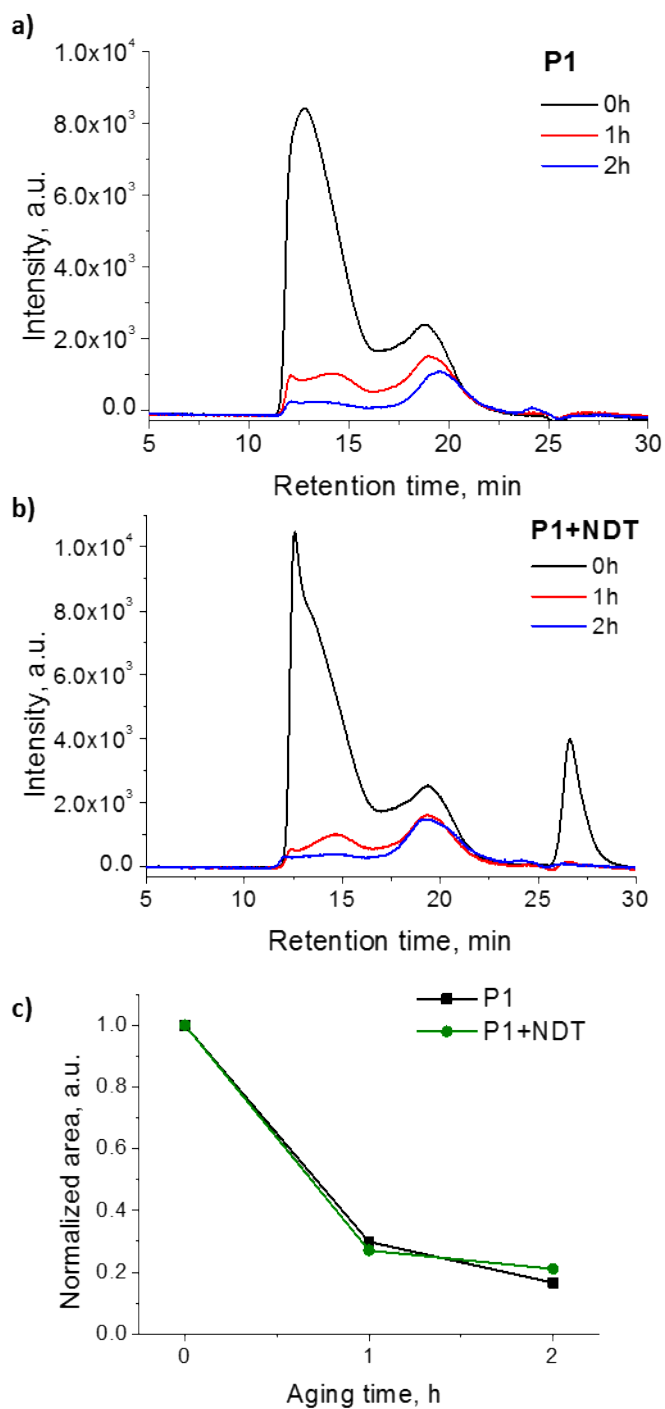 a)
P1
0h
1h
2h
1.0x10⁴
8.0x10³
6.0x10³
4.0x10³
2.0x10³
0.0
Intensity, a.u.
5 10 15 20 25 30
Retention time, min
b)
P1+NDT
0h
1h
2h
1.0x10⁴
8.0x10³
6.0x10³
4.0x10³
2.0x10³
0.0
Intensity, a.u.
5 10 15 20 25 30
Retention time, min
c)
P1
P1+NDT
1.0
0.8
0.6
0.4
0.2
0.0
Normalized area, a.u.
0 1 2
Aging time, h